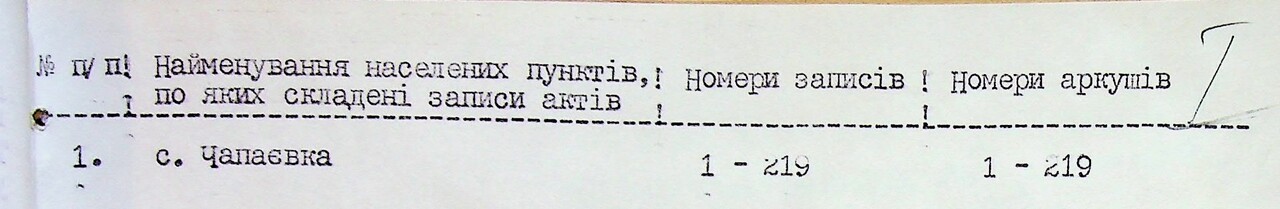 № п/п! Найменування населених пунктів,! Номери записів ! Номери аркушів I
! по яких складені записи актів ! !
1. с. Чапаєвка 1 - 219 1 - 219